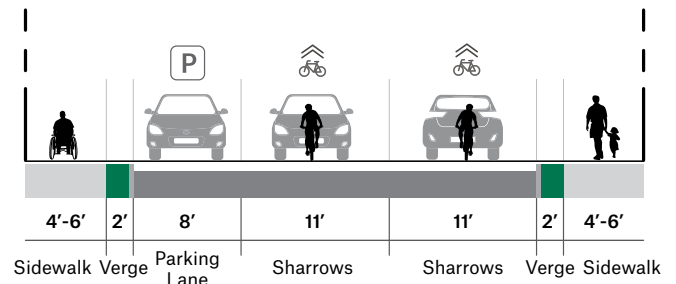 P
4’-6’ 2’ 8’ 11’ 11’ 2’ 4’-6’
Sidewalk Verge Parking Lane Sharrows Sharrows Verge Sidewalk